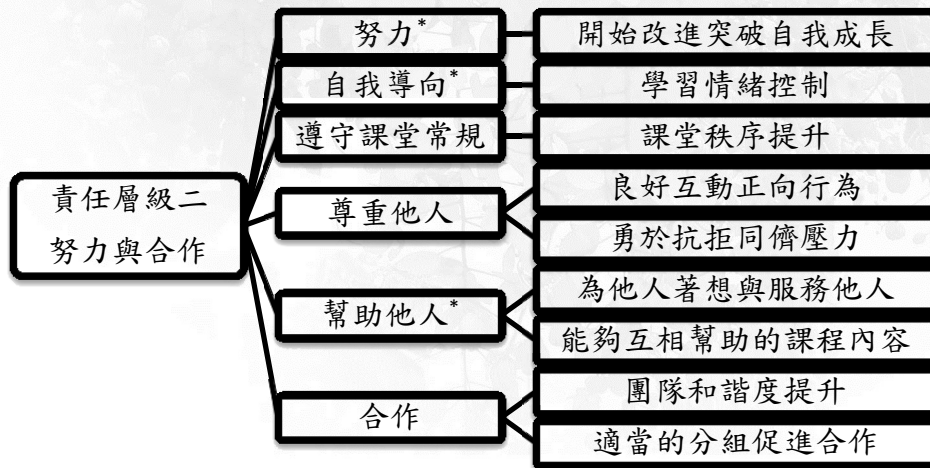 責任層級二
努力與合作
努力*
開始改進突破自我成長
自我導向*
學習情緒控制
遵守課堂常規
課堂秩序提升
尊重他人
良好互動正向行為
勇於抗拒同儕壓力
幫助他人*
為他人著想與服務他人
能夠互相幫助的課程內容
合作
團隊和諧度提升
適當的分組促進合作